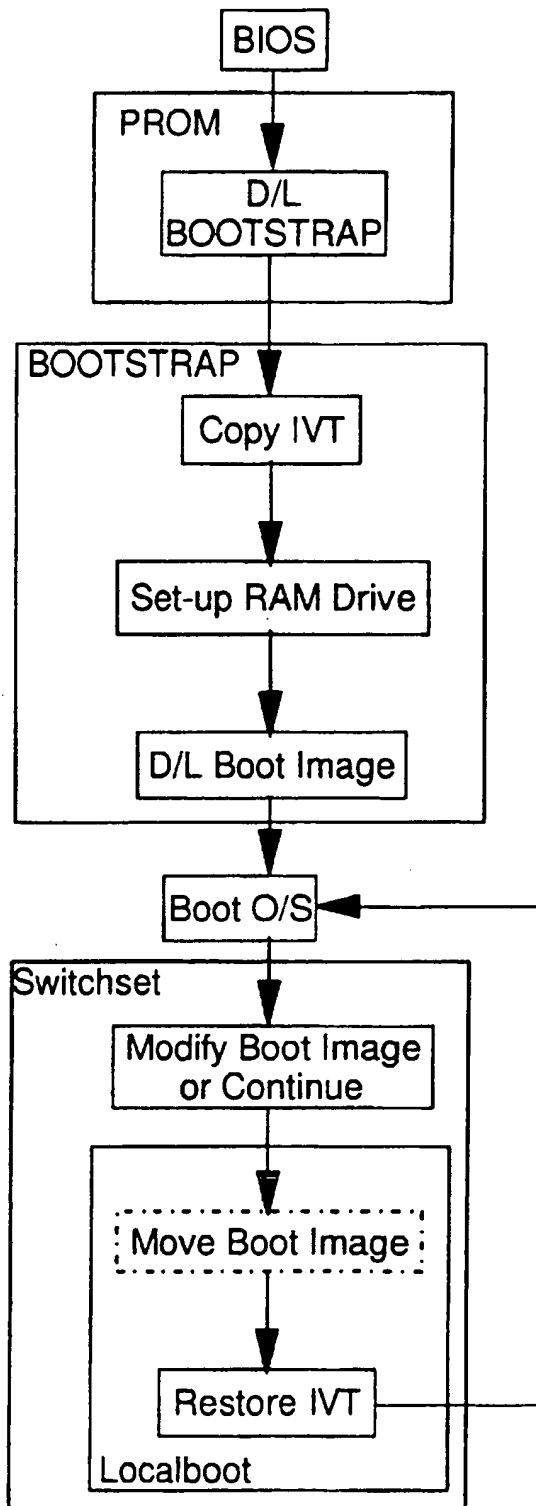 BIOS
PROM
D/L
BOOTSTRAP
BOOTSTRAP
Copy IVT
Set-up RAM Drive
D/L Boot Image
Boot O/S
Switchset
Modify Boot Image
or Continue
Move Boot Image
Restore IVT
Localboot